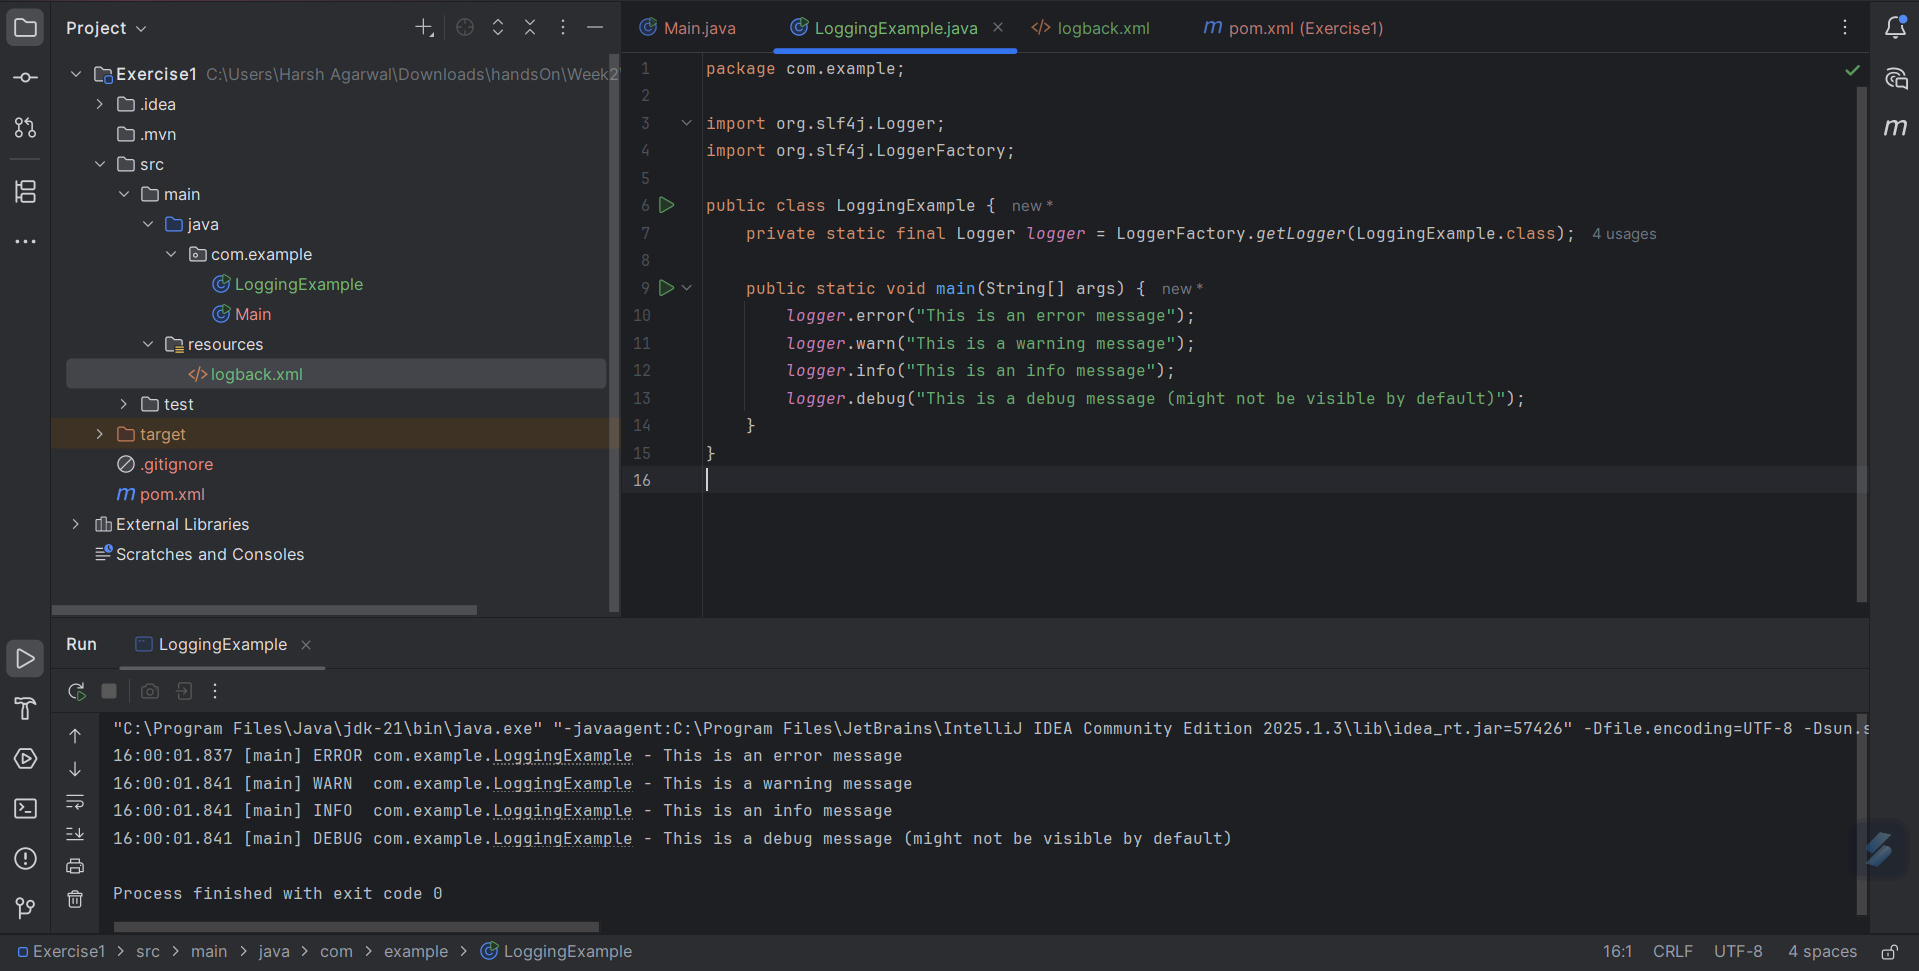 Project
Exercise1 C:\Users\Harsh Agarwal\Downloads\handsOn\Week2\
.idea
.mvn
src
main
java
com.example
LoggingExample
Main
resources
logback.xml
test
target
.gitignore
pom.xml
External Libraries
Scratches and Consoles
Main.java LoggingExample.java logback.xml pom.xml (Exercise1)
1 package com.example;
2
3 import org.slf4j.Logger;
4 import org.slf4j.LoggerFactory;
5
6 public class LoggingExample { new *
7 private static final Logger logger = LoggerFactory.getLogger(LoggingExample.class); 4 usages
8
9 public static void main(String[] args) { new *
10 logger.error("This is an error message");
11 logger.warn("This is a warning message");
12 logger.info("This is an info message");
13 logger.debug("This is a debug message (might not be visible by default)");
14 }
15 }
16
Run LoggingExample
"C:\Program Files\Java\jdk-21\bin\java.exe" "-javaagent:C:\Program Files\JetBrains\IntelliJ IDEA Community Edition 2025.1.3\lib\idea_rt.jar=57426" -Dfile.encoding=UTF-8 -Dsun.s
16:00:01.837 [main] ERROR com.example.LoggingExample - This is an error message
16:00:01.841 [main] WARN com.example.LoggingExample - This is a warning message
16:00:01.841 [main] INFO com.example.LoggingExample - This is an info message
16:00:01.841 [main] DEBUG com.example.LoggingExample - This is a debug message (might not be visible by default)
Process finished with exit code 0
Exercise1 > src > main > java > com > example > LoggingExample 16:1 CRLF UTF-8 4 spaces